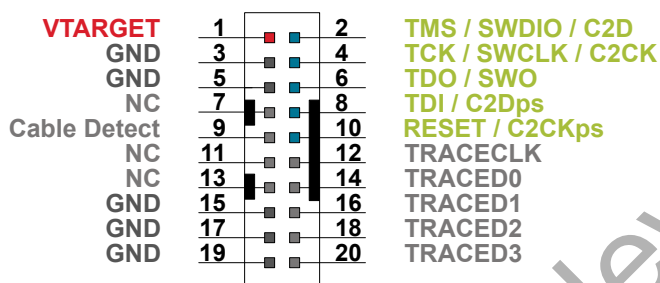 VTARGET 1 2 TMS / SWDIO / C2D
GND 3 4 TCK / SWCLK / C2CK
GND 5 6 TDO / SWO
NC 7 8 TDI / C2Dps
Cable Detect 9 10 RESET / C2CKps
NC 11 12 TRACECLK
NC 13 14 TRACED0
GND 15 16 TRACED1
GND 17 18 TRACED2
GND 19 20 TRACED3